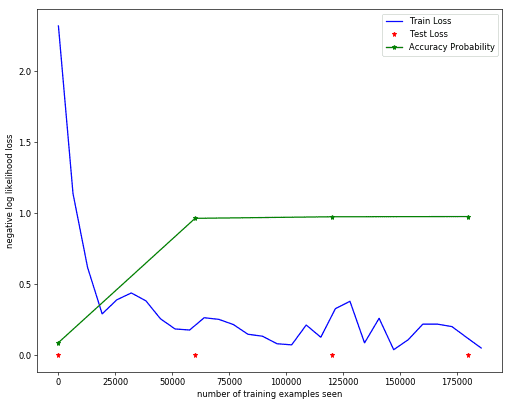 Train Loss
Test Loss
Accuracy Probability
2.0
1.5
1.0
0.5
0.0
negative log likelihood loss
0 25000 50000 75000 100000 125000 150000 175000
number of training examples seen